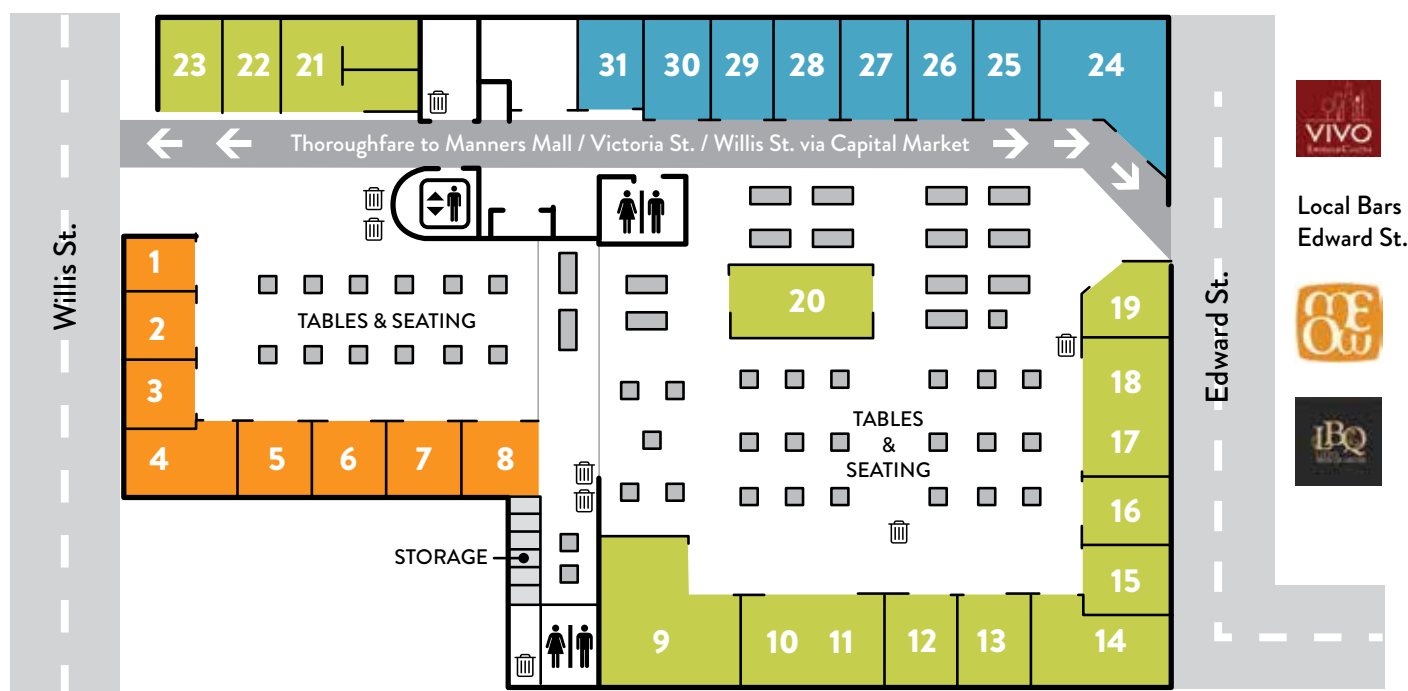 23 22 21 31 30 29 28 27 26 25 24
Thoroughfare to Manners Mall / Victoria St. / Willis St. via Capital Market
VIVO
Local Bars
Edward St.
Willis St.
Edward St.
1
2
3
4 5 6 7 8
TABLES & SEATING
20
19
18
17
16
15
TABLES
&
SEATING
MEOW
LBQ
STORAGE
9 10 11 12 13 14